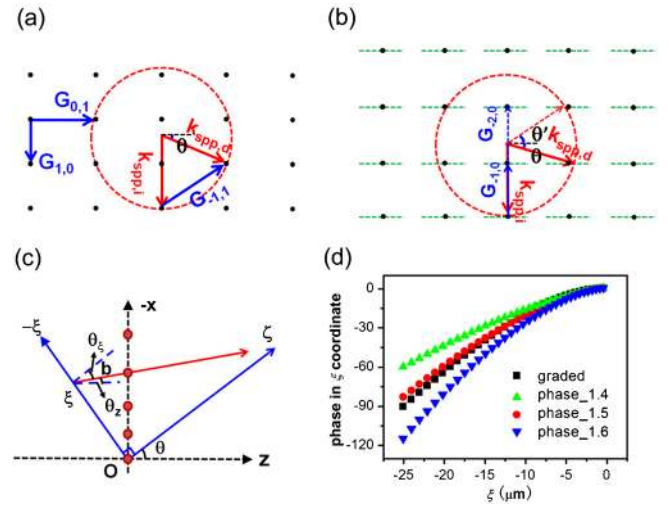 (a)
G0,1
G1,0
θ
kspp,d
kspp,i
G-1,1
(b)
G-2,0
θ'
kspp,d
θ
G-1,0
kspp,i
(c)
-x
-ξ
ζ
θξ
b
ξ
θz
θ
O
z
(d)
phase in ξ coordinate
0
-30
-60
-90
-120
graded
phase_1.4
phase_1.5
phase_1.6
-25 -20 -15 -10 -5 0
ξ (μm)